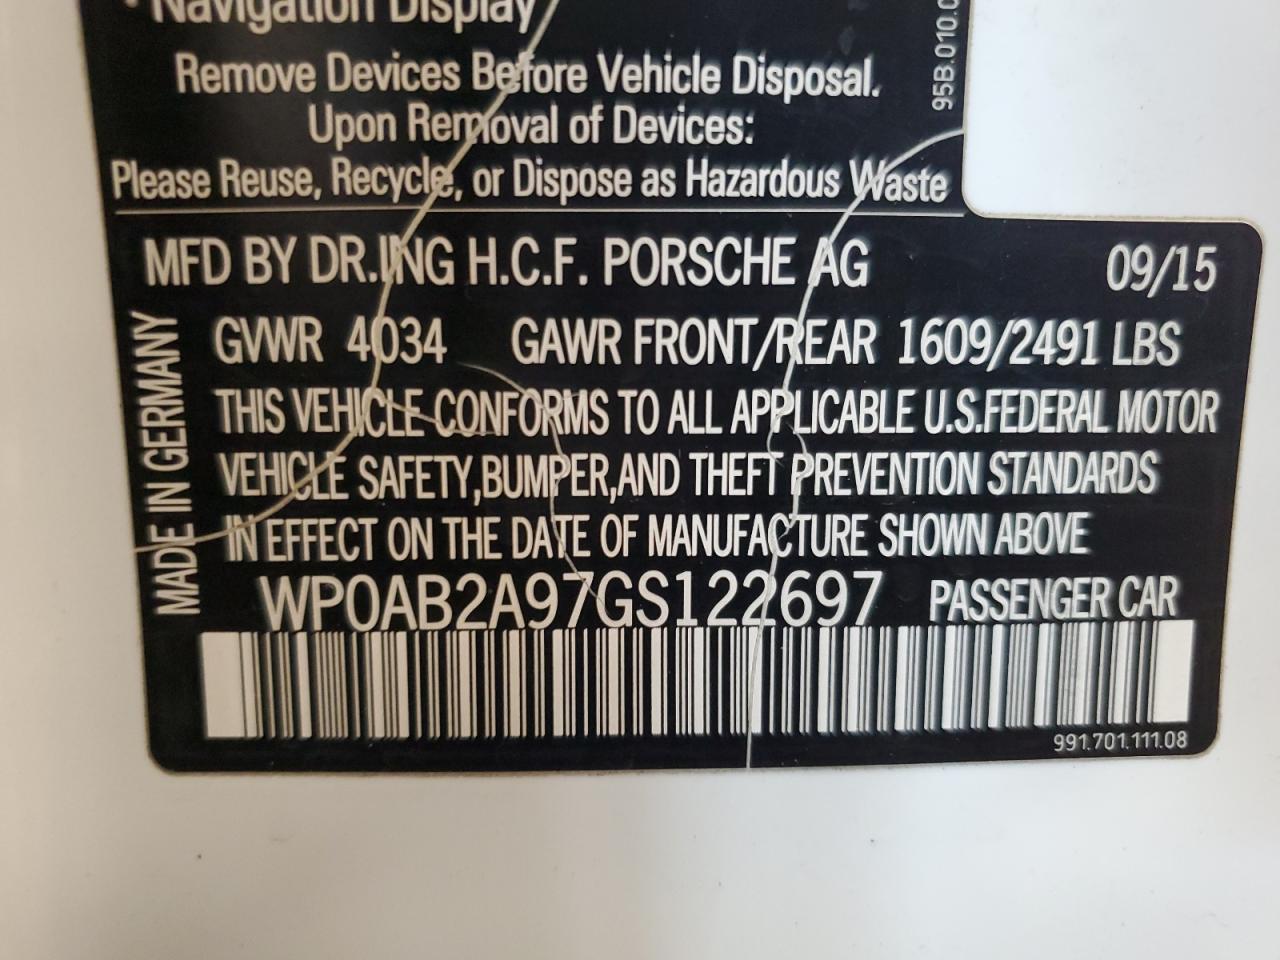 • Navigation Display
Remove Devices Before Vehicle Disposal.
Upon Removal of Devices:
Please Reuse, Recycle, or Dispose as Hazardous Waste
95B.010.0
MFD BY DR.ING H.C.F. PORSCHE AG 09/15
GVWR 4034 GAWR FRONT/REAR 1609/2491 LBS
THIS VEHICLE CONFORMS TO ALL APPLICABLE U.S.FEDERAL MOTOR
VEHICLE SAFETY,BUMPER,AND THEFT PREVENTION STANDARDS
IN EFFECT ON THE DATE OF MANUFACTURE SHOWN ABOVE
MADE IN GERMANY
WP0AB2A97GS122697 PASSENGER CAR
991.701.111.08